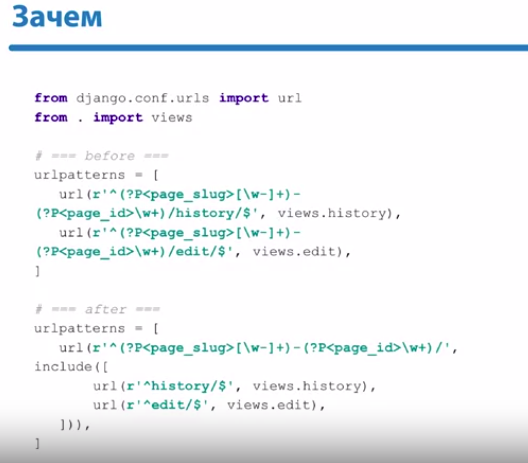 Зачем
from django.conf.urls import url
from . import views
# === before ===
urlpatterns = [
url(r'^(?P<page_slug>[\w-]+)-
(?P<page_id>\w+)/history/$', views.history),
url(r'^(?P<page_slug>[\w-]+)-
(?P<page_id>\w+)/edit/$', views.edit),
]
# === after ===
urlpatterns = [
url(r'^(?P<page_slug>[\w-]+)-(?P<page_id>\w+)/',
include([
url(r'^history/$', views.history),
url(r'^edit/$', views.edit),
])),
]